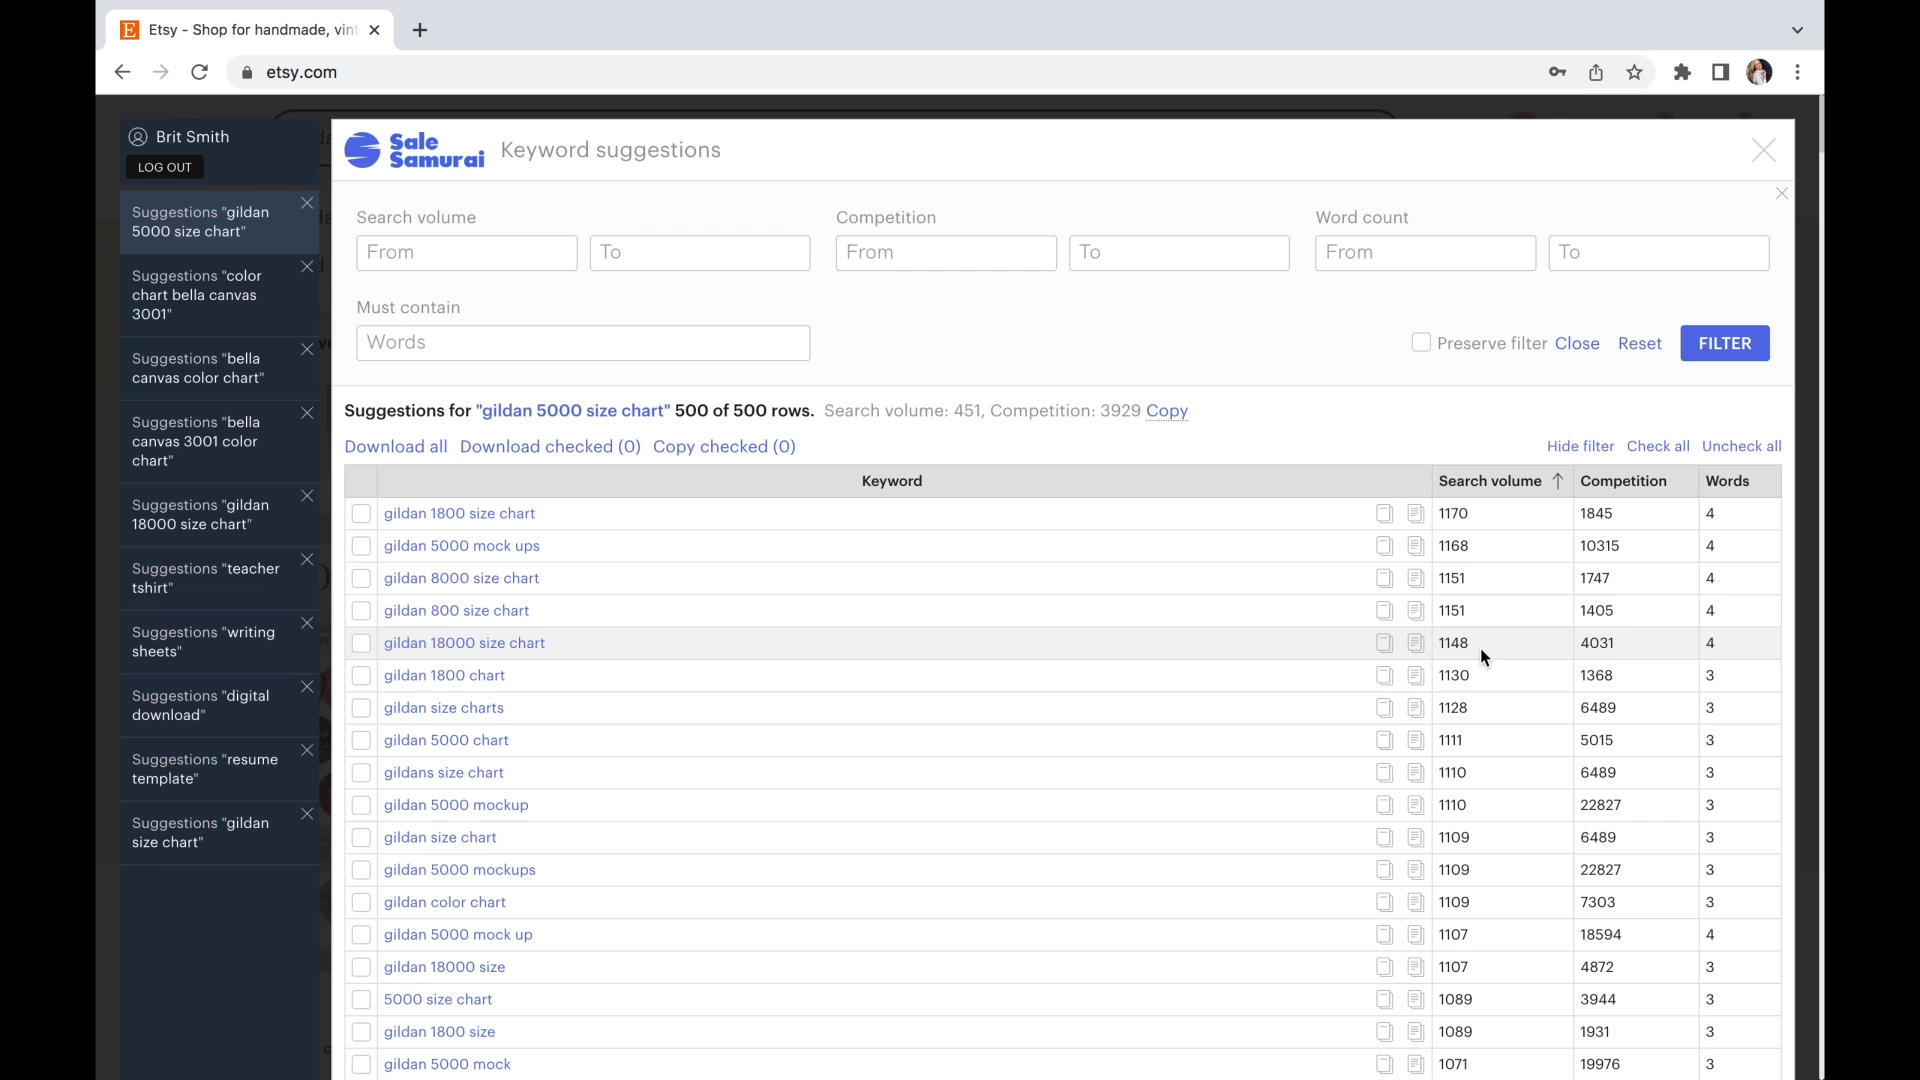 Etsy - Shop for handmade, vint
etsy.com
Brit Smith
LOG OUT
Suggestions "gildan
5000 size chart"
Suggestions "color
chart bella canvas
3001"
Suggestions "bella
canvas color chart"
Suggestions "bella
canvas 3001 color
chart"
Suggestions "gildan
18000 size chart"
Suggestions "teacher
tshirt"
Suggestions "writing
sheets"
Suggestions "digital
download"
Suggestions "resume
template"
Suggestions "gildan
size chart"
Sale
Samurai
Keyword suggestions
Search volume Competition Word count
From To From To From To
Must contain
Words
Preserve filter Close Reset FILTER
Suggestions for "gildan 5000 size chart" 500 of 500 rows. Search volume: 451, Competition: 3929 Copy
Download all Download checked (0) Copy checked (0) Hide filter Check all Uncheck all
Keyword Search volume Competition Words
gildan 1800 size chart 1170 1845 4
gildan 5000 mock ups 1168 10315 4
gildan 8000 size chart 1151 1747 4
gildan 800 size chart 1151 1405 4
gildan 18000 size chart 1148 4031 4
gildan 1800 chart 1130 1368 3
gildan size charts 1128 6489 3
gildan 5000 chart 1111 5015 3
gildans size chart 1110 6489 3
gildan 5000 mockup 1110 22827 3
gildan size chart 1109 6489 3
gildan 5000 mockups 1109 22827 3
gildan color chart 1109 7303 3
gildan 5000 mock up 1107 18594 4
gildan 18000 size 1107 4872 3
5000 size chart 1089 3944 3
gildan 1800 size 1089 1931 3
gildan 5000 mock 1071 19976 3